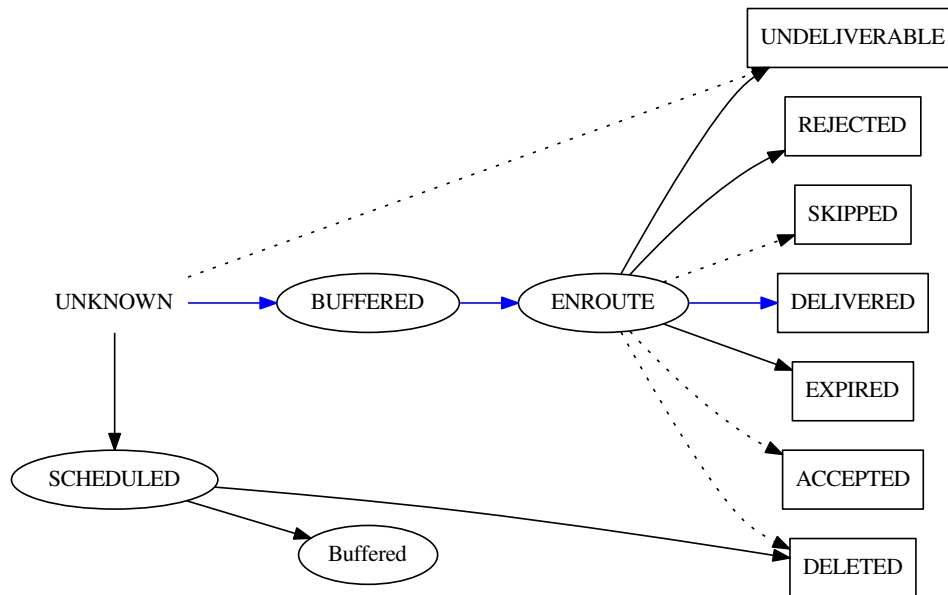 UNDELIVERABLE
REJECTED
SKIPPED
UNKNOWN
BUFFERED
ENROUTE
DELIVERED
EXPIRED
SCHEDULED
ACCEPTED
Buffered
DELETED